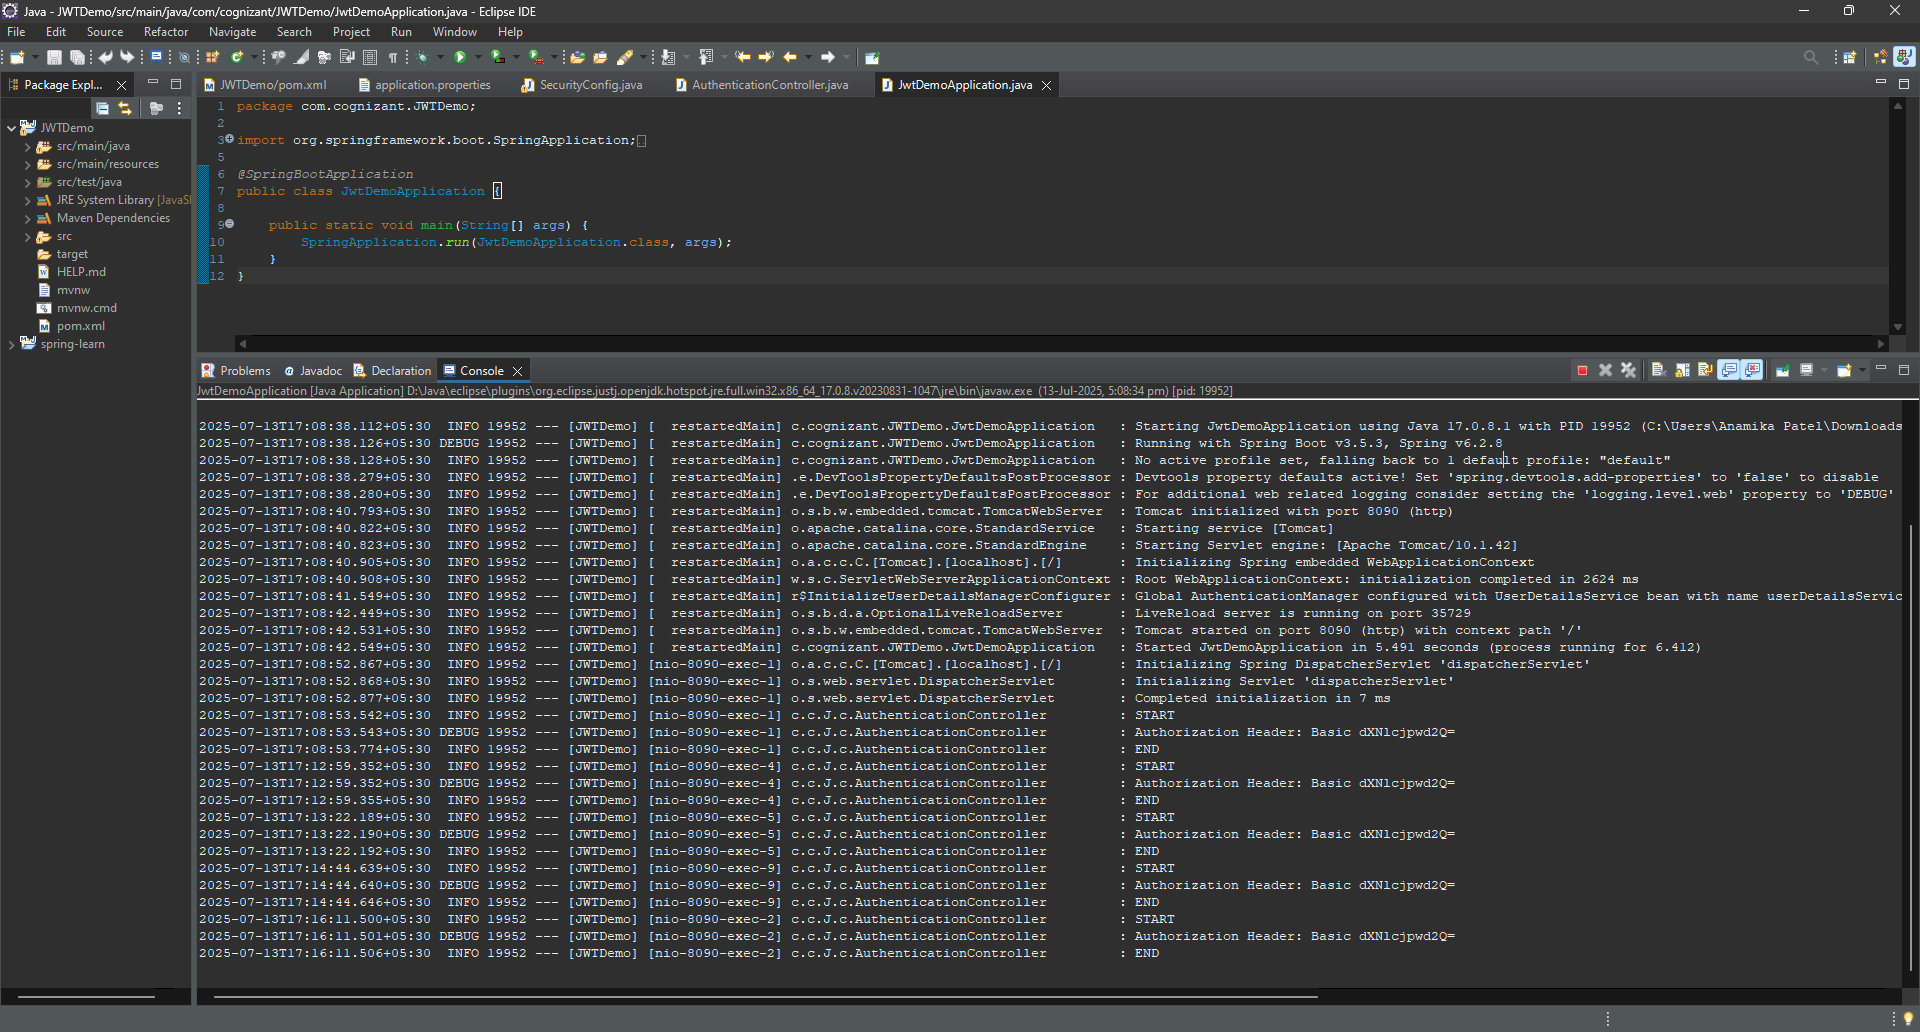 Java - JWTDemo/src/main/java/com/cognizant/JWTDemo/JwtDemoApplication.java - Eclipse IDE
File Edit Source Refactor Navigate Search Project Run Window Help
Package Expl...
JWTDemo/pom.xml application.properties SecurityConfig.java AuthenticationController.java JwtDemoApplication.java
JWTDemo
src/main/java
src/main/resources
src/test/java
JRE System Library [JavaS
Maven Dependencies
src
target
HELP.md
mvnw
mvnw.cmd
pom.xml
spring-learn
1 package com.cognizant.JWTDemo;
2
3 import org.springframework.boot.SpringApplication;
5
6 @SpringBootApplication
7 public class JwtDemoApplication {
8
9 public static void main(String[] args) {
10 SpringApplication.run(JwtDemoApplication.class, args);
11 }
12 }
Problems Javadoc Declaration Console
JwtDemoApplication [Java Application] D:\Java\eclipse\plugins\org.eclipse.justj.openjdk.hotspot.jre.full.win32.x86_64_17.0.8.v20230831-1047\jre\bin\javaw.exe (13-Jul-2025, 5:08:34 pm) [pid: 19952]
2025-07-13T17:08:38.112+05:30 INFO 19952 --- [JWTDemo] [ restartedMain] c.cognizant.JWTDemo.JwtDemoApplication : Starting JwtDemoApplication using Java 17.0.8.1 with PID 19952 (C:\Users\Anamika Patel\Downloads
2025-07-13T17:08:38.126+05:30 DEBUG 19952 --- [JWTDemo] [ restartedMain] c.cognizant.JWTDemo.JwtDemoApplication : Running with Spring Boot v3.5.3, Spring v6.2.8
2025-07-13T17:08:38.128+05:30 INFO 19952 --- [JWTDemo] [ restartedMain] c.cognizant.JWTDemo.JwtDemoApplication : No active profile set, falling back to 1 default profile: "default"
2025-07-13T17:08:38.279+05:30 INFO 19952 --- [JWTDemo] [ restartedMain] .e.DevToolsPropertyDefaultsPostProcessor : Devtools property defaults active! Set 'spring.devtools.add-properties' to 'false' to disable
2025-07-13T17:08:38.280+05:30 INFO 19952 --- [JWTDemo] [ restartedMain] .e.DevToolsPropertyDefaultsPostProcessor : For additional web related logging consider setting the 'logging.level.web' property to 'DEBUG'
2025-07-13T17:08:40.793+05:30 INFO 19952 --- [JWTDemo] [ restartedMain] o.s.b.w.embedded.tomcat.TomcatWebServer : Tomcat initialized with port 8090 (http)
2025-07-13T17:08:40.822+05:30 INFO 19952 --- [JWTDemo] [ restartedMain] o.apache.catalina.core.StandardService : Starting service [Tomcat]
2025-07-13T17:08:40.823+05:30 INFO 19952 --- [JWTDemo] [ restartedMain] o.apache.catalina.core.StandardEngine : Starting Servlet engine: [Apache Tomcat/10.1.42]
2025-07-13T17:08:40.905+05:30 INFO 19952 --- [JWTDemo] [ restartedMain] o.a.c.c.C.[Tomcat].[localhost].[/] : Initializing Spring embedded WebApplicationContext
2025-07-13T17:08:40.908+05:30 INFO 19952 --- [JWTDemo] [ restartedMain] w.s.c.ServletWebServerApplicationContext : Root WebApplicationContext: initialization completed in 2624 ms
2025-07-13T17:08:41.549+05:30 INFO 19952 --- [JWTDemo] [ restartedMain] r$InitializeUserDetailsManagerConfigurer : Global AuthenticationManager configured with UserDetailsService bean with name userDetailsServic
2025-07-13T17:08:42.449+05:30 INFO 19952 --- [JWTDemo] [ restartedMain] o.s.b.d.a.OptionalLiveReloadServer : LiveReload server is running on port 35729
2025-07-13T17:08:42.531+05:30 INFO 19952 --- [JWTDemo] [ restartedMain] o.s.b.w.embedded.tomcat.TomcatWebServer : Tomcat started on port 8090 (http) with context path '/'
2025-07-13T17:08:42.549+05:30 INFO 19952 --- [JWTDemo] [ restartedMain] c.cognizant.JWTDemo.JwtDemoApplication : Started JwtDemoApplication in 5.491 seconds (process running for 6.412)
2025-07-13T17:08:52.867+05:30 INFO 19952 --- [JWTDemo] [nio-8090-exec-1] o.a.c.c.C.[Tomcat].[localhost].[/] : Initializing Spring DispatcherServlet 'dispatcherServlet'
2025-07-13T17:08:52.868+05:30 INFO 19952 --- [JWTDemo] [nio-8090-exec-1] o.s.web.servlet.DispatcherServlet : Initializing Servlet 'dispatcherServlet'
2025-07-13T17:08:52.877+05:30 INFO 19952 --- [JWTDemo] [nio-8090-exec-1] o.s.web.servlet.DispatcherServlet : Completed initialization in 7 ms
2025-07-13T17:08:53.542+05:30 INFO 19952 --- [JWTDemo] [nio-8090-exec-1] c.c.J.c.AuthenticationController : START
2025-07-13T17:08:53.543+05:30 DEBUG 19952 --- [JWTDemo] [nio-8090-exec-1] c.c.J.c.AuthenticationController : Authorization Header: Basic dXNlcjpwd2Q=
2025-07-13T17:08:53.774+05:30 INFO 19952 --- [JWTDemo] [nio-8090-exec-1] c.c.J.c.AuthenticationController : END
2025-07-13T17:12:59.352+05:30 INFO 19952 --- [JWTDemo] [nio-8090-exec-4] c.c.J.c.AuthenticationController : START
2025-07-13T17:12:59.352+05:30 DEBUG 19952 --- [JWTDemo] [nio-8090-exec-4] c.c.J.c.AuthenticationController : Authorization Header: Basic dXNlcjpwd2Q=
2025-07-13T17:12:59.355+05:30 INFO 19952 --- [JWTDemo] [nio-8090-exec-4] c.c.J.c.AuthenticationController : END
2025-07-13T17:13:22.189+05:30 INFO 19952 --- [JWTDemo] [nio-8090-exec-5] c.c.J.c.AuthenticationController : START
2025-07-13T17:13:22.190+05:30 DEBUG 19952 --- [JWTDemo] [nio-8090-exec-5] c.c.J.c.AuthenticationController : Authorization Header: Basic dXNlcjpwd2Q=
2025-07-13T17:13:22.192+05:30 INFO 19952 --- [JWTDemo] [nio-8090-exec-5] c.c.J.c.AuthenticationController : END
2025-07-13T17:14:44.639+05:30 INFO 19952 --- [JWTDemo] [nio-8090-exec-9] c.c.J.c.AuthenticationController : START
2025-07-13T17:14:44.640+05:30 DEBUG 19952 --- [JWTDemo] [nio-8090-exec-9] c.c.J.c.AuthenticationController : Authorization Header: Basic dXNlcjpwd2Q=
2025-07-13T17:14:44.646+05:30 INFO 19952 --- [JWTDemo] [nio-8090-exec-9] c.c.J.c.AuthenticationController : END
2025-07-13T17:16:11.500+05:30 INFO 19952 --- [JWTDemo] [nio-8090-exec-2] c.c.J.c.AuthenticationController : START
2025-07-13T17:16:11.501+05:30 DEBUG 19952 --- [JWTDemo] [nio-8090-exec-2] c.c.J.c.AuthenticationController : Authorization Header: Basic dXNlcjpwd2Q=
2025-07-13T17:16:11.506+05:30 INFO 19952 --- [JWTDemo] [nio-8090-exec-2] c.c.J.c.AuthenticationController : END